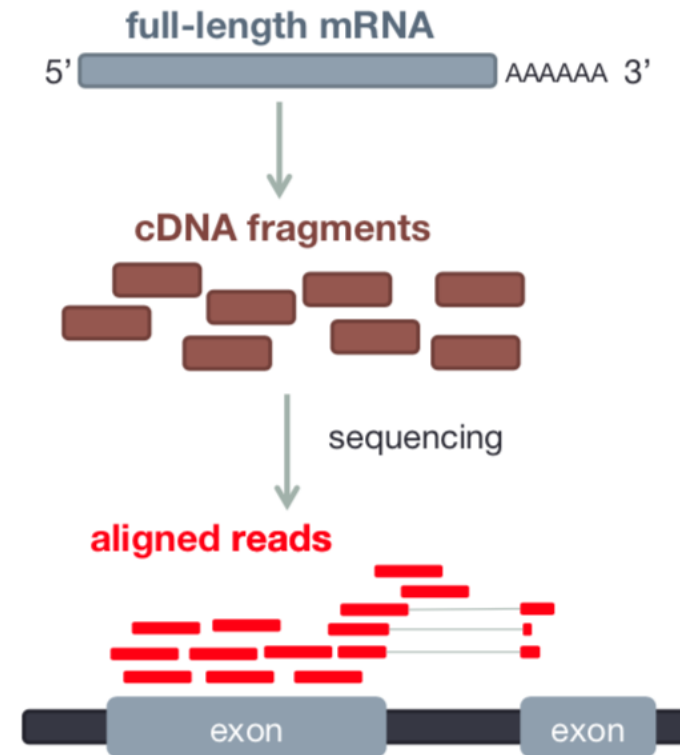 full-length mRNA
5’ AAAAAA 3’
cDNA fragments
sequencing
aligned reads
exon exon